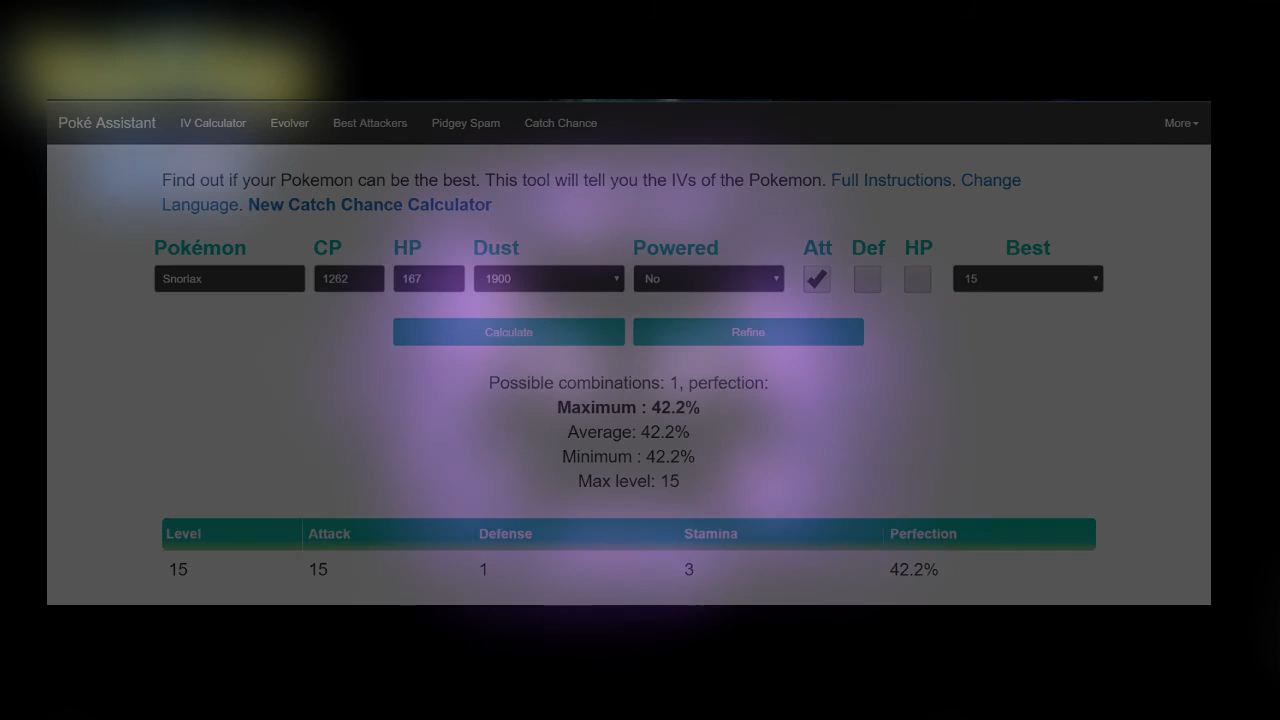 Poké Assistant IV Calculator Evolver Best Attackers Pidgey Spam Catch Chance More
Find out if your Pokemon can be the best. This tool will tell you the IVs of the Pokemon. Full Instructions. Change
Language. New Catch Chance Calculator
Pokémon CP HP Dust Powered Att Def HP Best
Snorlax 1262 167 1900 No 15
Calculate Refine
Possible combinations: 1, perfection:
Maximum : 42.2%
Average: 42.2%
Minimum : 42.2%
Max level: 15
Level Attack Defense Stamina Perfection
15 15 1 3 42.2%